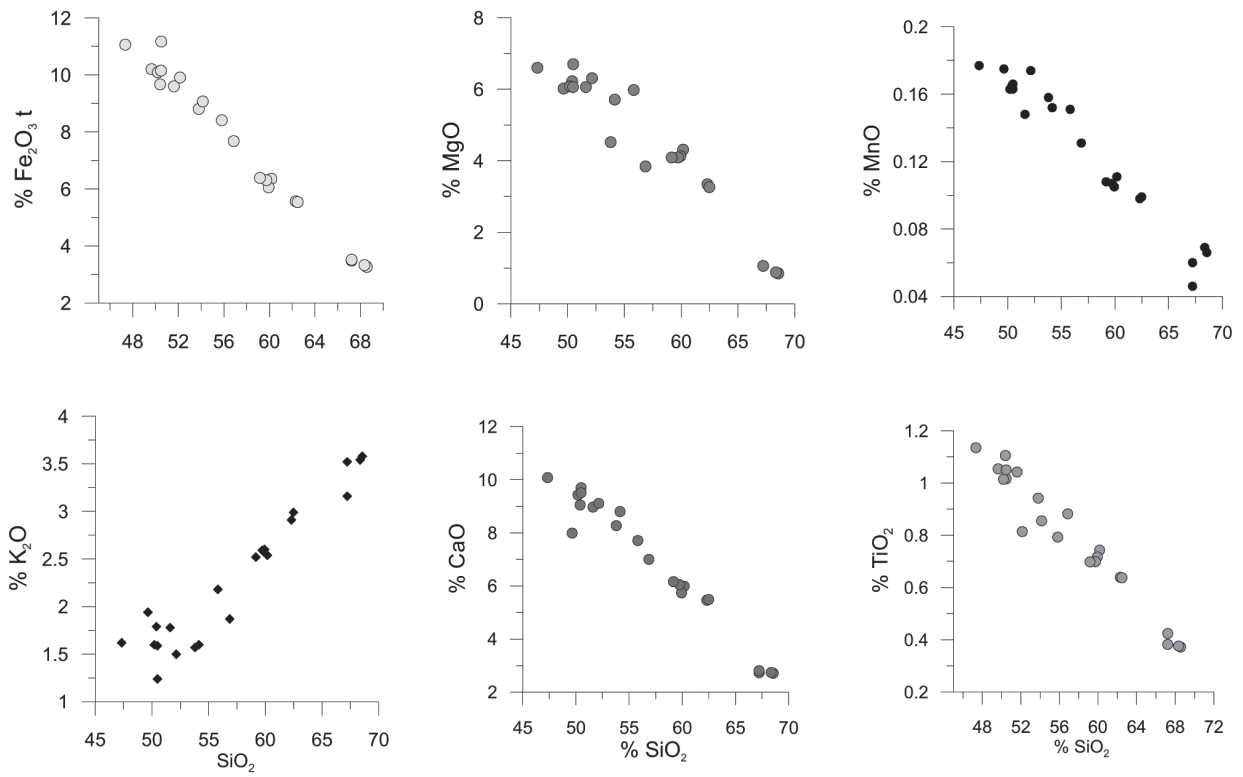 12
10
8
6
4
2
% Fe₂O₃ t
48 52 56 60 64 68
8
6
4
2
0
% MgO
45 50 55 60 65 70
0.2
0.16
0.12
0.08
0.04
% MnO
45 50 55 60 65 70
4
3.5
3
2.5
2
1.5
1
% K₂O
45 50 55 60 65 70
SiO₂
12
10
8
6
4
2
% CaO
45 50 55 60 65 70
% SiO₂
1.2
1
0.8
0.6
0.4
0.2
% TiO₂
48 52 56 60 64 68 72
% SiO₂